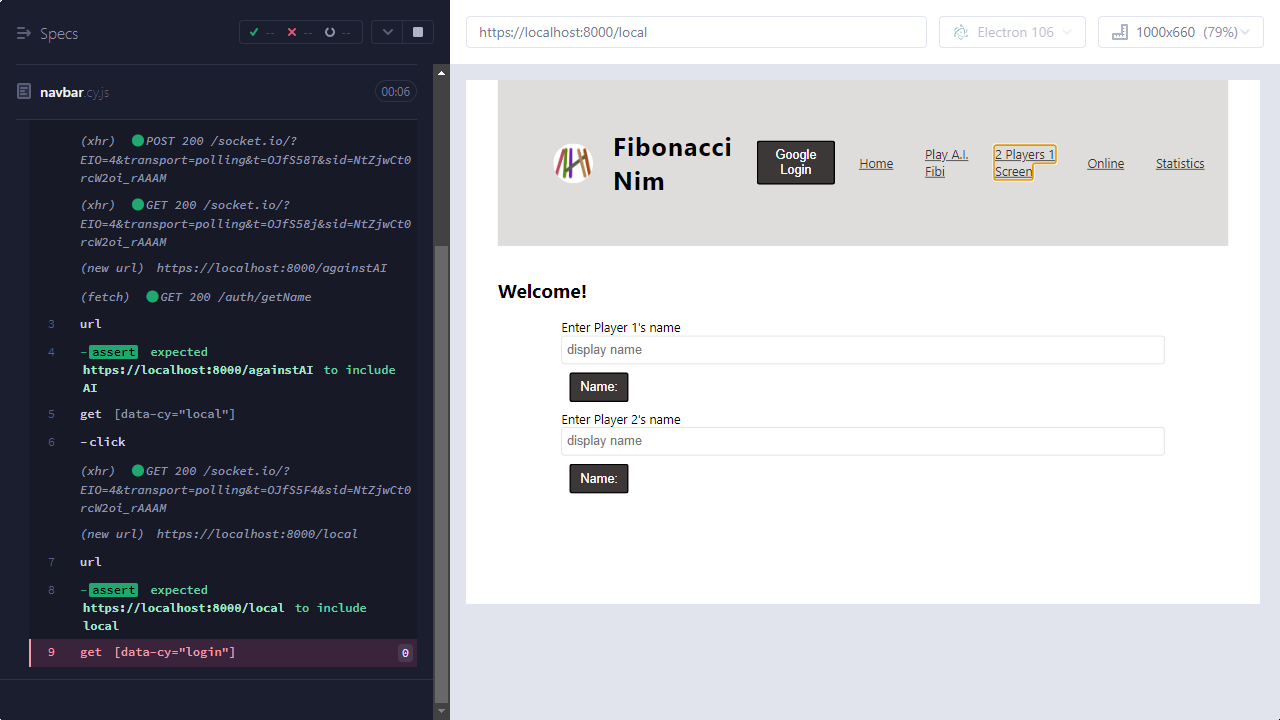 Specs
-- -- --
navbar.cy.js
00:06
(xhr) POST 200 /socket.io/?
EIO=4&transport=polling&t=OJfS58T&sid=NtZjwCt0
rcW2oi_rAAAM
(xhr) GET 200 /socket.io/?
EIO=4&transport=polling&t=OJfS58j&sid=NtZjwCt0
rcW2oi_rAAAM
(new url) https://localhost:8000/againstAI
(fetch) GET 200 /auth/getName
3 url
4 -assert expected
https://localhost:8000/againstAI to include
AI
5 get [data-cy="local"]
6 -click
(xhr) GET 200 /socket.io/?
EIO=4&transport=polling&t=OJfS5F4&sid=NtZjwCt0
rcW2oi_rAAAM
(new url) https://localhost:8000/local
7 url
8 -assert expected
https://localhost:8000/local to include
local
9 get [data-cy="login"] 0
https://localhost:8000/local
Electron 106
1000x660 (79%)
Fibonacci
Nim
Google
Login
Home
Play A.I.
Fibi
2 Players 1
Screen
Online
Statistics
Welcome!
Enter Player 1's name
display name
Name:
Enter Player 2's name
display name
Name: